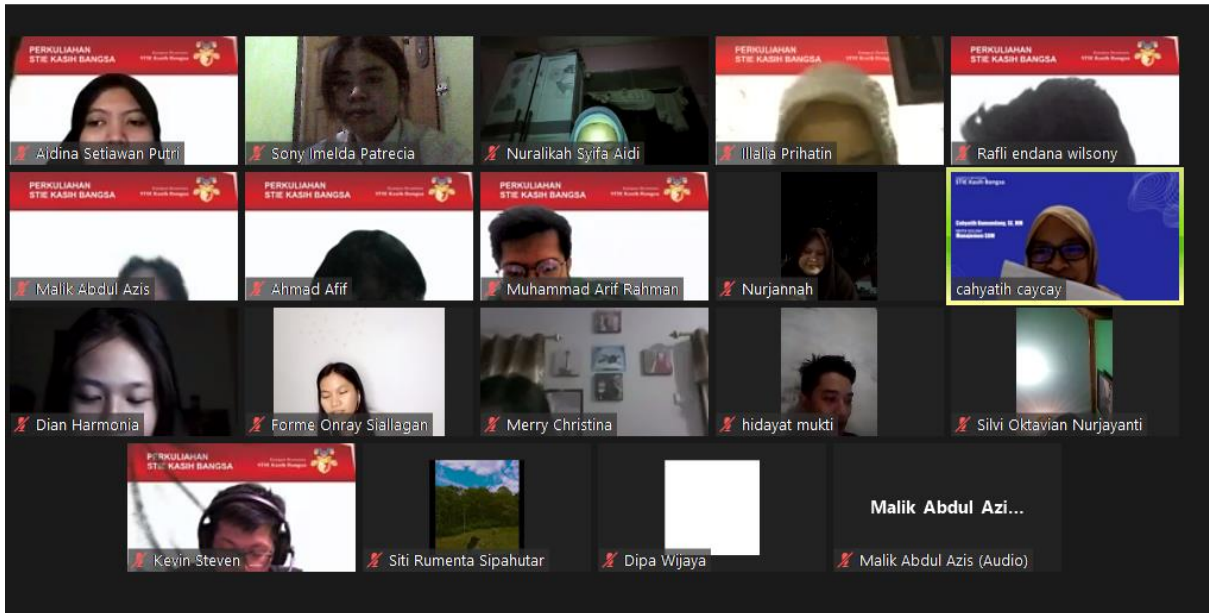 PERKULIAHAN
STIE KASIH BANGSA
Aidina Setiawan Putri
Sony Imelda Patrecia
Nuralikah Syifa Aidi
PERKULIAHAN
STIE KASIH BANGSA
Illalia Prihatin
PERKULIAHAN
STIE KASIH BANGSA
Rafli endana wilsony
PERKULIAHAN
STIE KASIH BANGSA
Malik Abdul Azis
PERKULIAHAN
STIE KASIH BANGSA
Ahmad Afif
PERKULIAHAN
STIE KASIH BANGSA
Muhammad Arif Rahman
Nurjannah
STIE Kasih Bangsa
Manajemen SDM
cahyatih caycay
Dian Harmonia
Forme Onray Siallagan
Merry Christina
hidayat mukti
Silvi Oktavian Nurjayanti
PERKULIAHAN
STIE KASIH BANGSA
Kevin Steven
Siti Rumenta Sipahutar
Dipa Wijaya
Malik Abdul Azi...
Malik Abdul Azis (Audio)